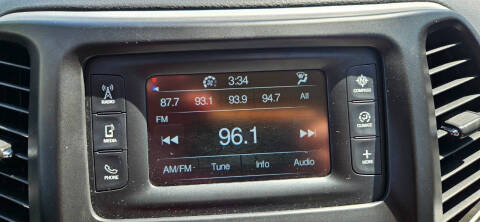 3:34
87.7 93.1 93.9 94.7 All
FM
96.1
AM/FM Tune Info Audio
RADIO
MEDIA
PHONE
COMPASS
CLIMATE
MORE